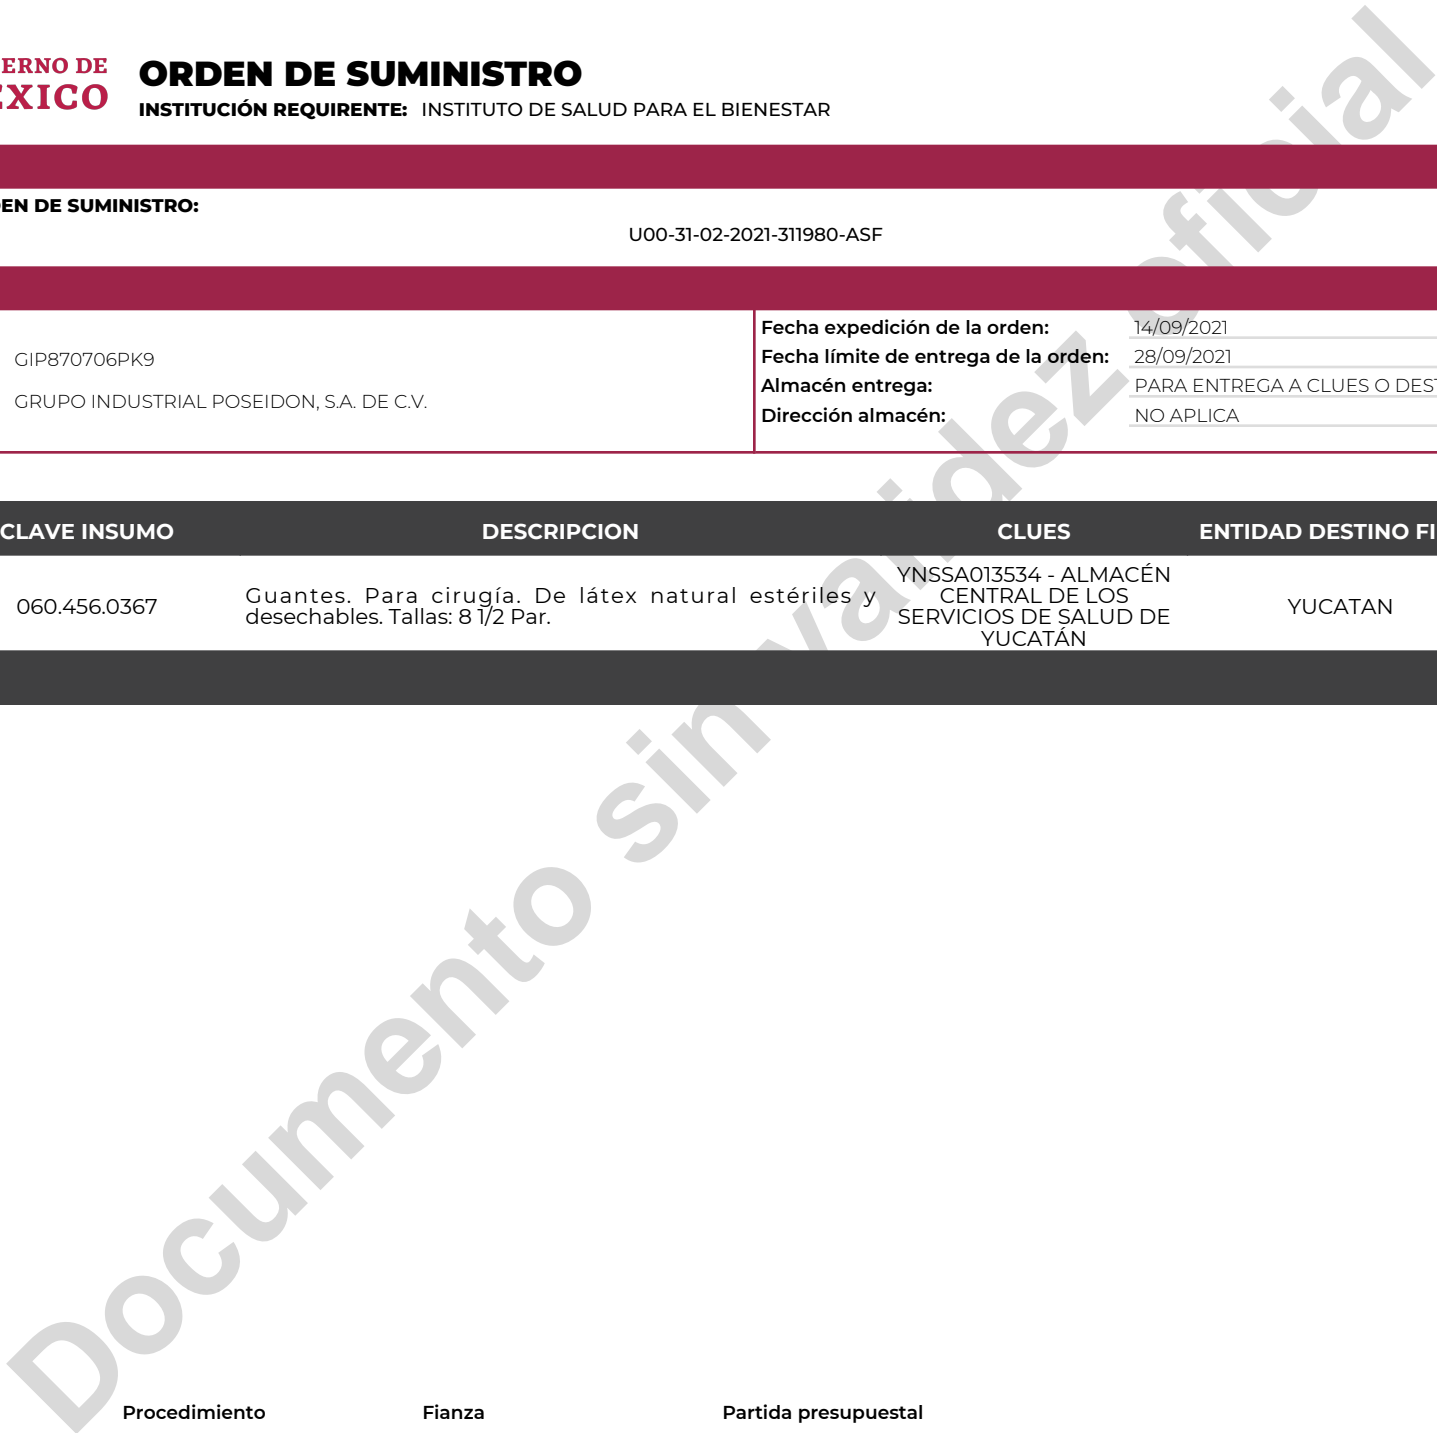 ERNO DE
XICO
ORDEN DE SUMINISTRO
INSTITUCIÓN REQUIRENTE: INSTITUTO DE SALUD PARA EL BIENESTAR
EN DE SUMINISTRO:
U00-31-02-2021-311980-ASF
GIP870706PK9
GRUPO INDUSTRIAL POSEIDON, S.A. DE C.V.
Fecha expedición de la orden: 14/09/2021
Fecha límite de entrega de la orden: 28/09/2021
Almacén entrega: PARA ENTREGA A CLUES O DES
Dirección almacén: NO APLICA
CLAVE INSUMO DESCRIPCION CLUES ENTIDAD DESTINO FI
060.456.0367
Guantes. Para cirugía. De látex natural estériles y
desechables. Tallas: 8 1/2 Par.
YNSSA013534 - ALMACÉN
CENTRAL DE LOS
SERVICIOS DE SALUD DE
YUCATÁN
YUCATAN
Documento sin validez oficial
Procedimiento Fianza Partida presupuestal